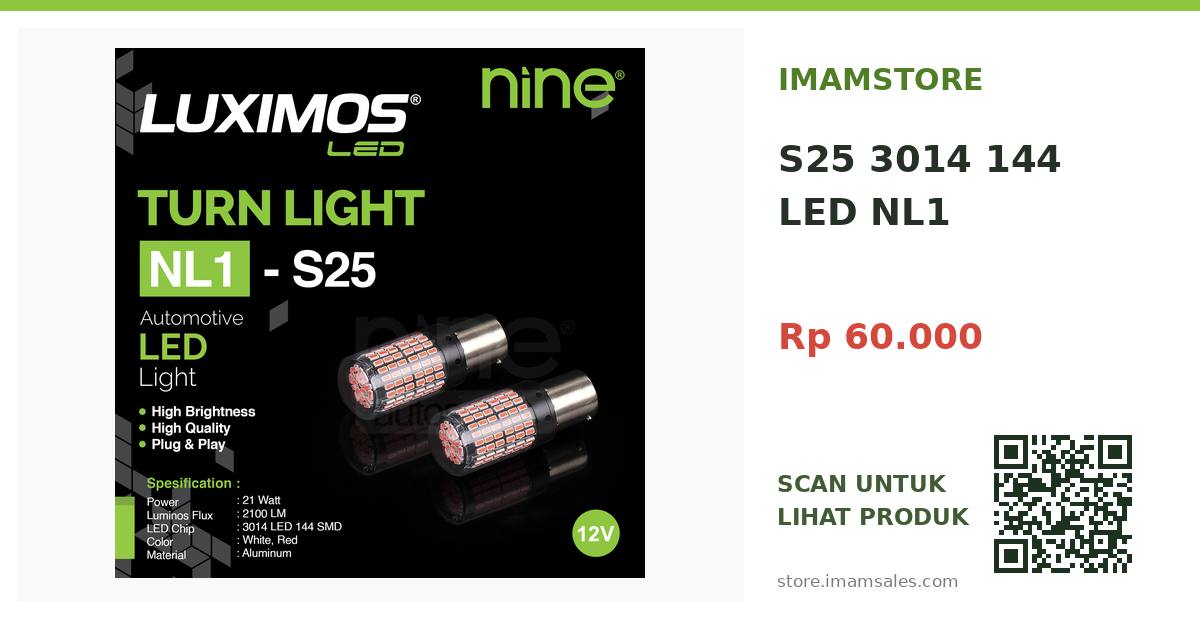 LUXIMOS®
LED
nine®
TURN LIGHT
NL1 - S25
Automotive
LED
Light
• High Brightness
• High Quality
• Plug & Play
Spesification :
Power : 21 Watt
Luminos Flux : 2100 LM
LED Chip : 3014 LED 144 SMD
Color : White, Red
Material : Aluminum
nine®
12V
IMAMSTORE
S25 3014 144
LED NL1
Rp 60.000
SCAN UNTUK
LIHAT PRODUK
store.imamsales.com